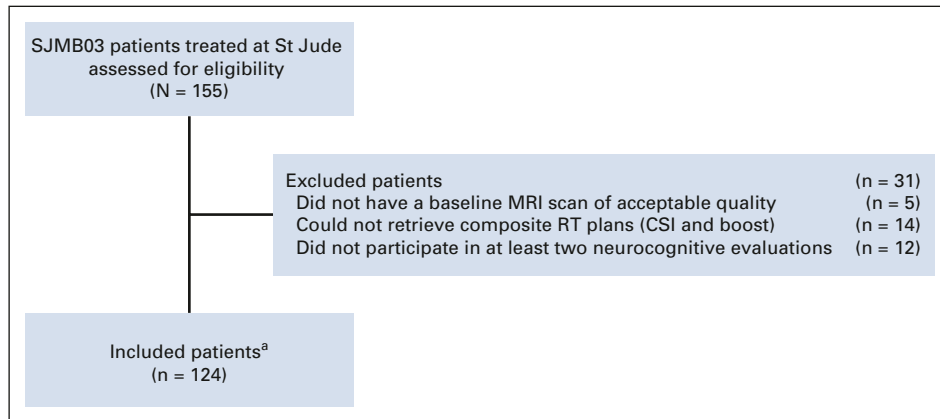 SJMB03 patients treated at St Jude
assessed for eligibility
(N = 155)
Excluded patients (n = 31)
Did not have a baseline MRI scan of acceptable quality (n = 5)
Could not retrieve composite RT plans (CSI and boost) (n = 14)
Did not participate in at least two neurocognitive evaluations (n = 12)
Included patientsᵃ
(n = 124)